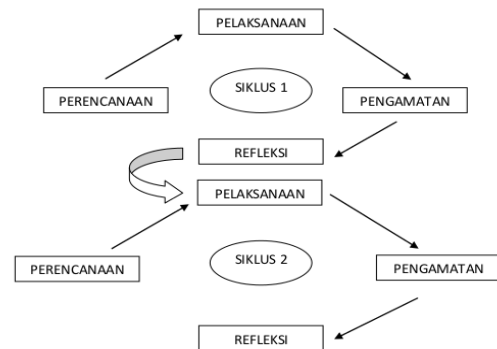 PELAKSANAAN
PERENCANAAN
SIKLUS 1
PENGAMATAN
REFLEKSI
PELAKSANAAN
PERENCANAAN
SIKLUS 2
PENGAMATAN
REFLEKSI